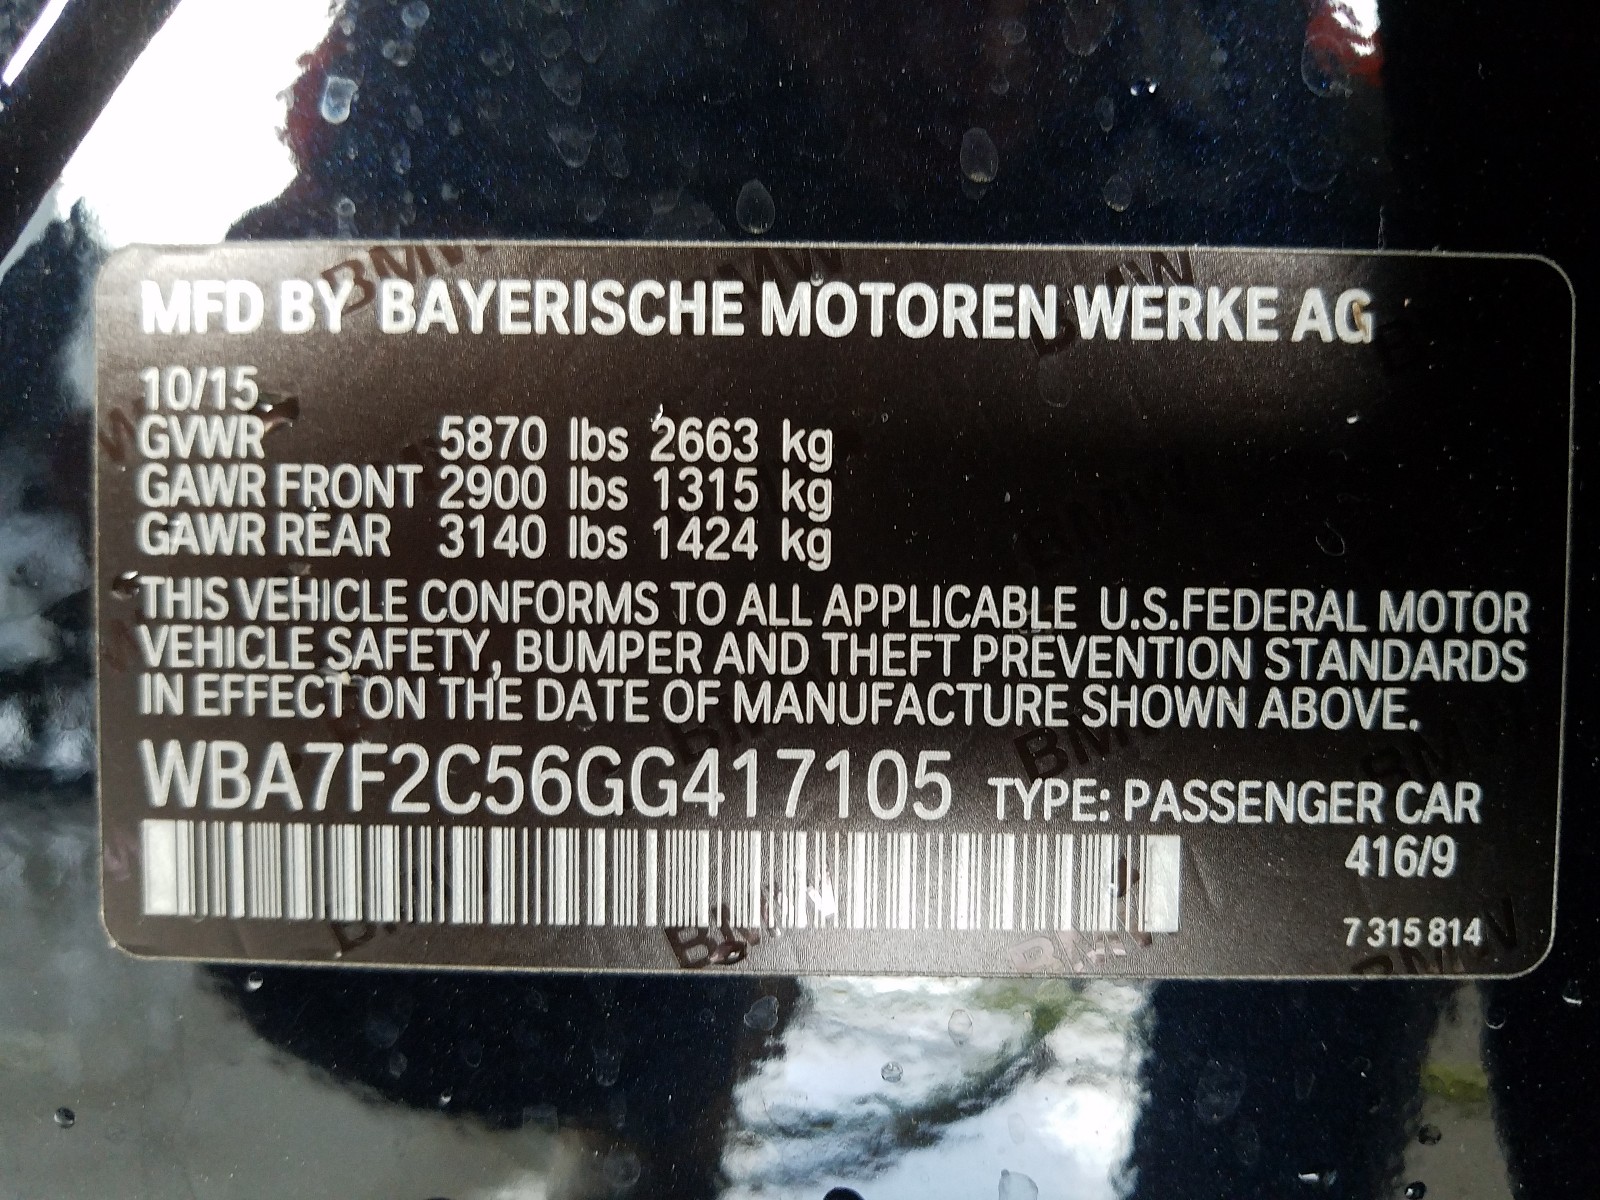 MFD BY BAYERISCHE MOTOREN WERKE AG
10/15
GVWR 5870 lbs 2663 kg
GAWR FRONT 2900 lbs 1315 kg
GAWR REAR 3140 lbs 1424 kg
THIS VEHICLE CONFORMS TO ALL APPLICABLE U.S.FEDERAL MOTOR
VEHICLE SAFETY, BUMPER AND THEFT PREVENTION STANDARDS
IN EFFECT ON THE DATE OF MANUFACTURE SHOWN ABOVE.
WBA7F2C56GG417105 TYPE: PASSENGER CAR
416/9
7 315 814